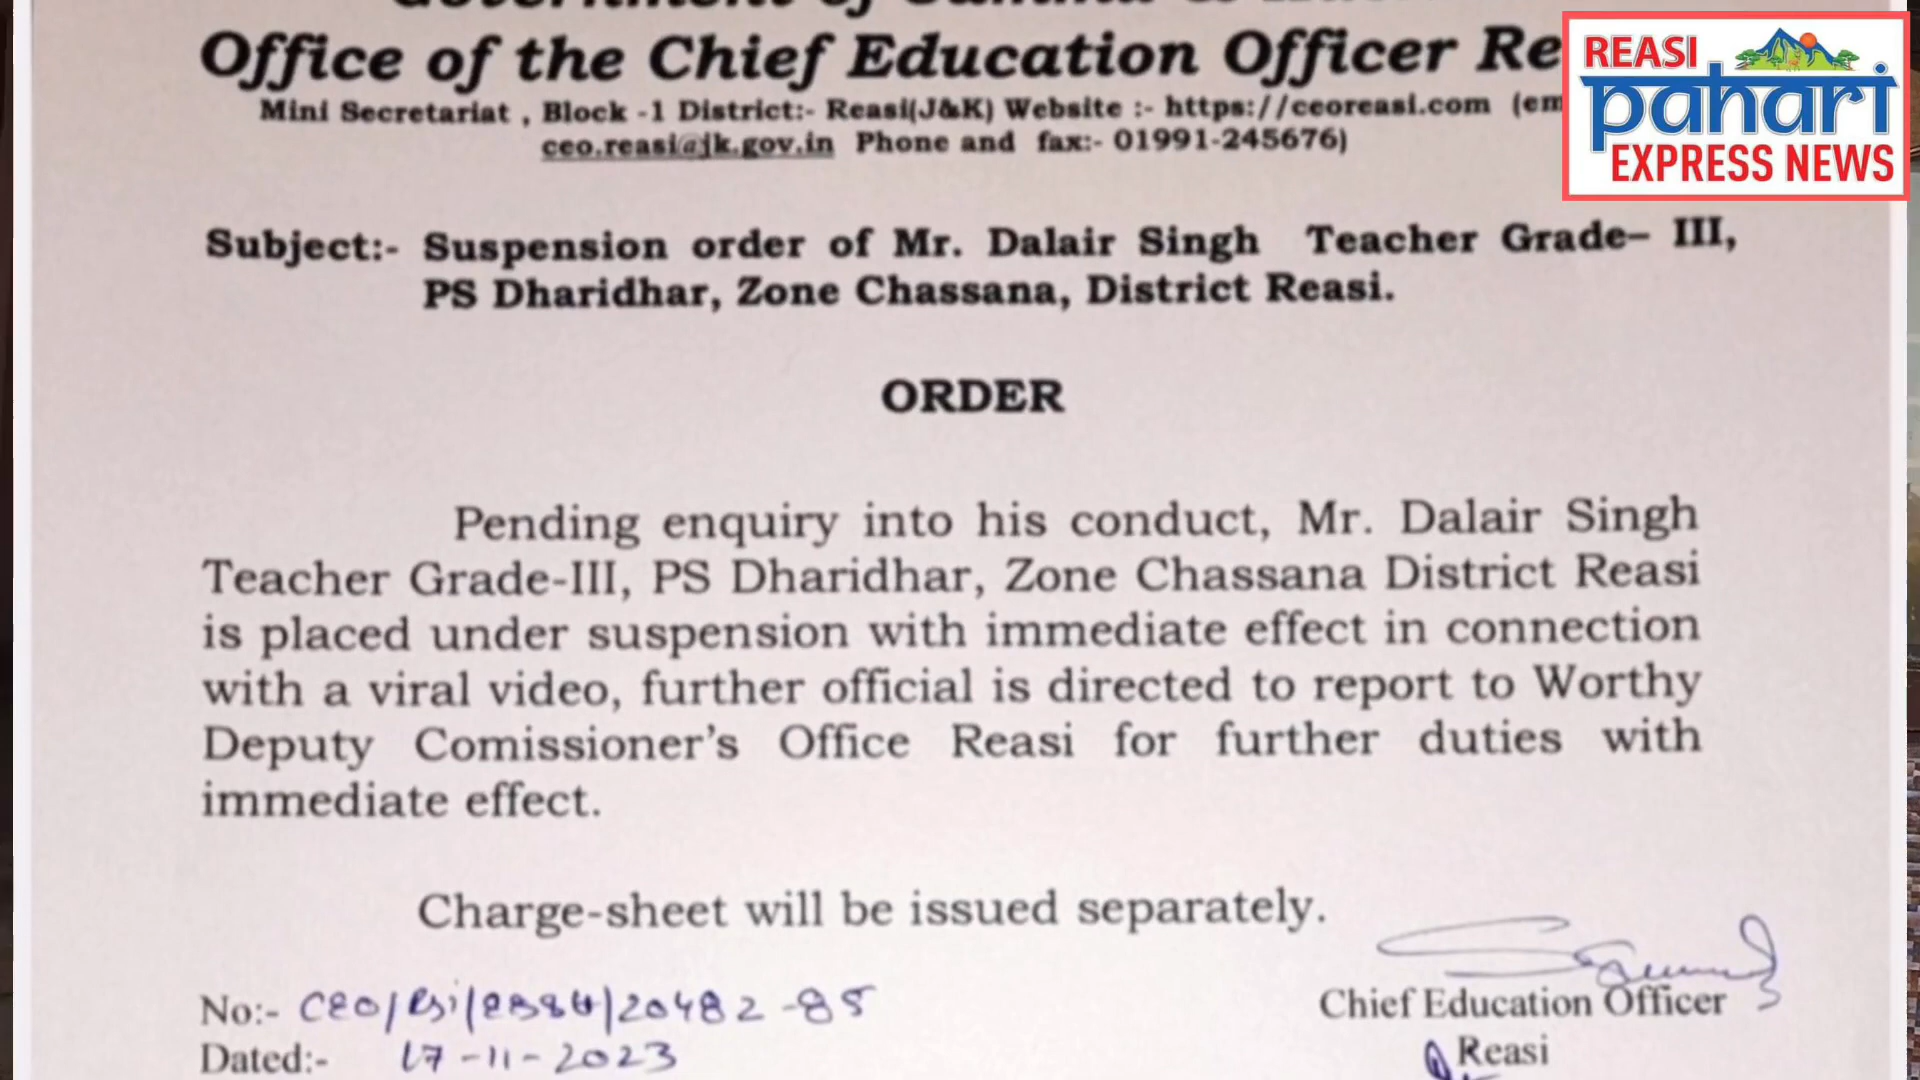 Office of the Chief Education Officer Re
Mini Secretariat , Block -1 District:- Reasi(J&K) Website :- https://ceoreasi.com (em
ceo.reasi@jk.gov.in Phone and fax:- 01991-245676)
REASI
pahari
EXPRESS NEWS
Subject:- Suspension order of Mr. Dalair Singh Teacher Grade– III,
PS Dharidhar, Zone Chassana, District Reasi.
ORDER
Pending enquiry into his conduct, Mr. Dalair Singh
Teacher Grade-III, PS Dharidhar, Zone Chassana District Reasi
is placed under suspension with immediate effect in connection
with a viral video, further official is directed to report to Worthy
Deputy Comissioner’s Office Reasi for further duties with
immediate effect.
Charge-sheet will be issued separately.
No:- 20482-85
Chief Education Officer
Dated:- 17-11-2023
Reasi